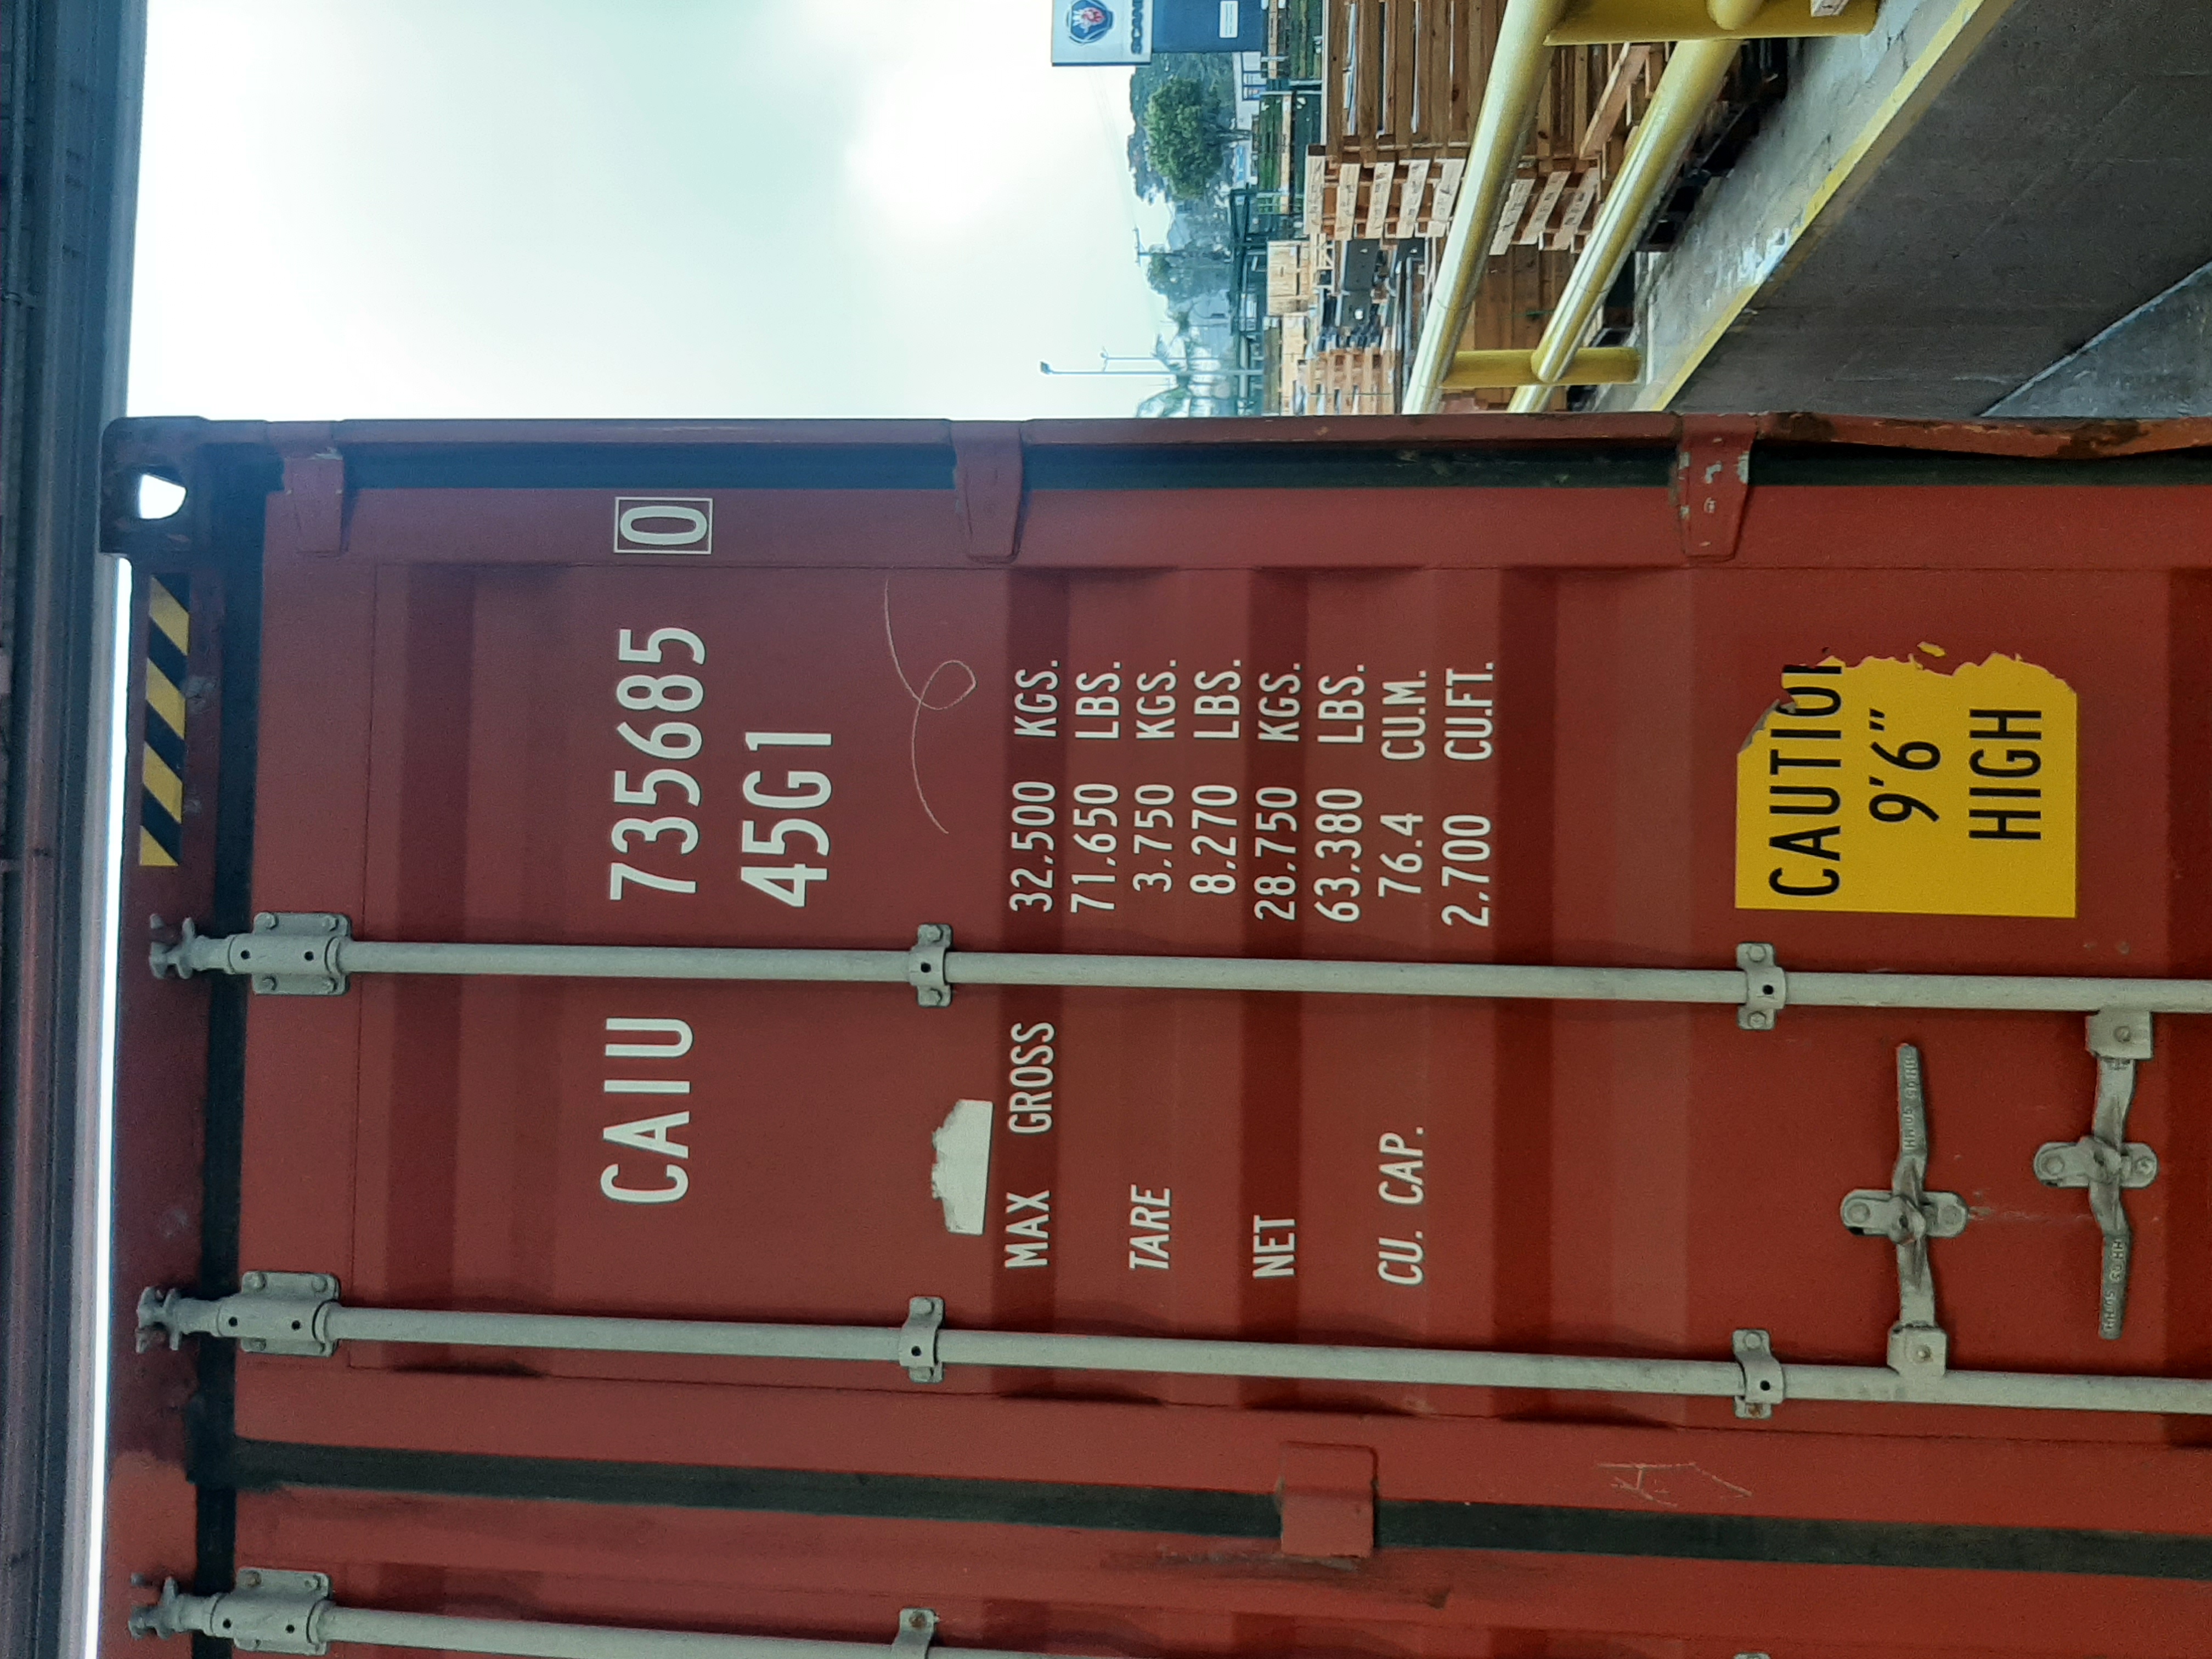 CAIU 735685 0
45G1
MAX GROSS 32,500 KGS.
71,650 LBS.
TARE 3,750 KGS.
8,270 LBS.
NET 28,750 KGS.
63,380 LBS.
CU. CAP. 76.4 CU.M.
2,700 CU.FT.
CAUTION
9'6"
HIGH